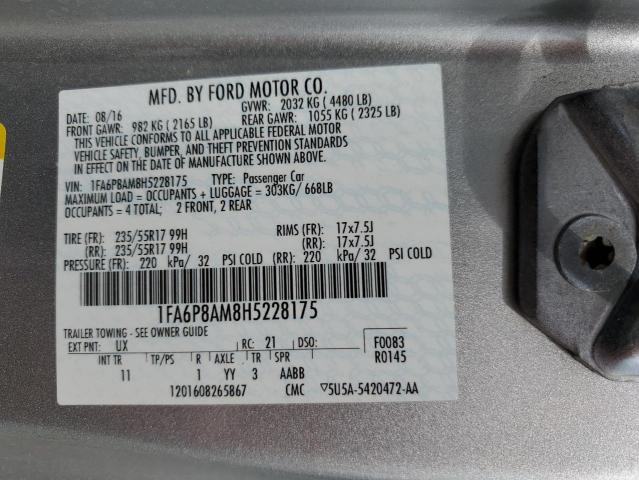 MFD. BY FORD MOTOR CO.
DATE: 08/16 GVWR: 2032 KG ( 4480 LB)
FRONT GAWR: 982 KG ( 2165 LB) REAR GAWR: 1055 KG ( 2325 LB)
THIS VEHICLE CONFORMS TO ALL APPLICABLE FEDERAL MOTOR
VEHICLE SAFETY, BUMPER, AND THEFT PREVENTION STANDARDS IN
EFFECT ON THE DATE OF MANUFACTURE SHOWN ABOVE.
VIN: 1FA6P8AM8H5228175 TYPE: Passenger Car
MAXIMUM LOAD = OCCUPANTS + LUGGAGE = 303KG/ 668LB
OCCUPANTS = 4 TOTAL; 2 FRONT, 2 REAR
TIRE (FR): 235/55R17 99H RIMS (FR): 17x7.5J
(RR): 235/55R17 99H (RR): 17x7.5J
PRESSURE (FR): 220 kPa/ 32 PSI COLD (RR): 220 kPa/ 32 PSI COLD
1FA6P8AM8H5228175
TRAILER TOWING - SEE OWNER GUIDE
EXT PNT: UX RC: 21 DSO: F0083
INT TR TP/PS R AXLE TR SPR R0145
11 1 YY 3 AABB
1201608265867 CMC ▽5U5A-5420472-AA